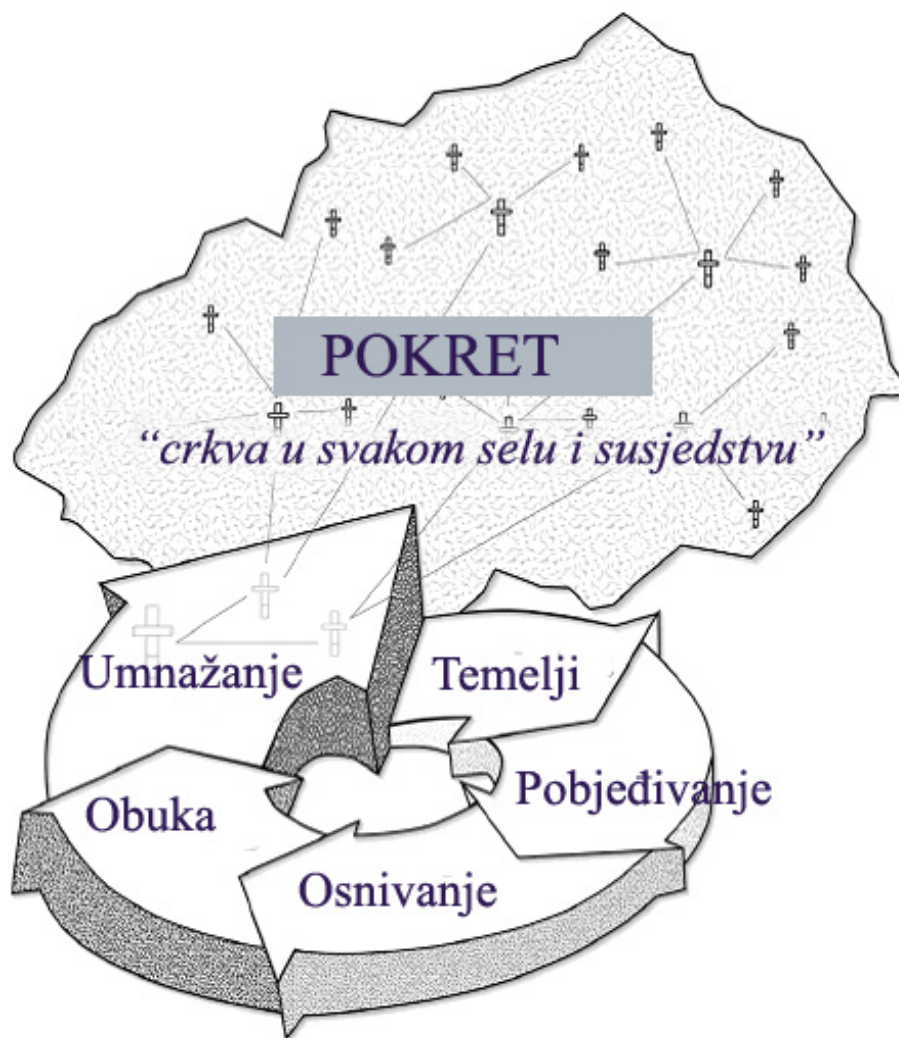 POKRET
“crkva u svakom selu i susjedstvu”
Umnažanje
Temelji
Pobjeđivanje
Obuka
Osnivanje